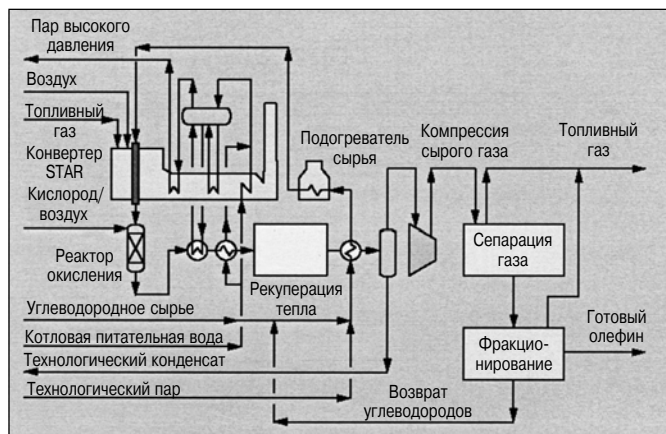 Пар высокого
давления
Воздух
Топливный
газ
Конвертер
STAR
Кислород/
воздух
Реактор
окисления
Подогреватель
сырья
Компрессия
сырого газа
Топливный
газ
Сепарация
газа
Рекуперация
тепла
Углеводородное сырье
Котловая питательная вода
Технологический конденсат
Технологический пар
Фракцио-
нирование
Готовый
олефин
Возврат
углеводородов